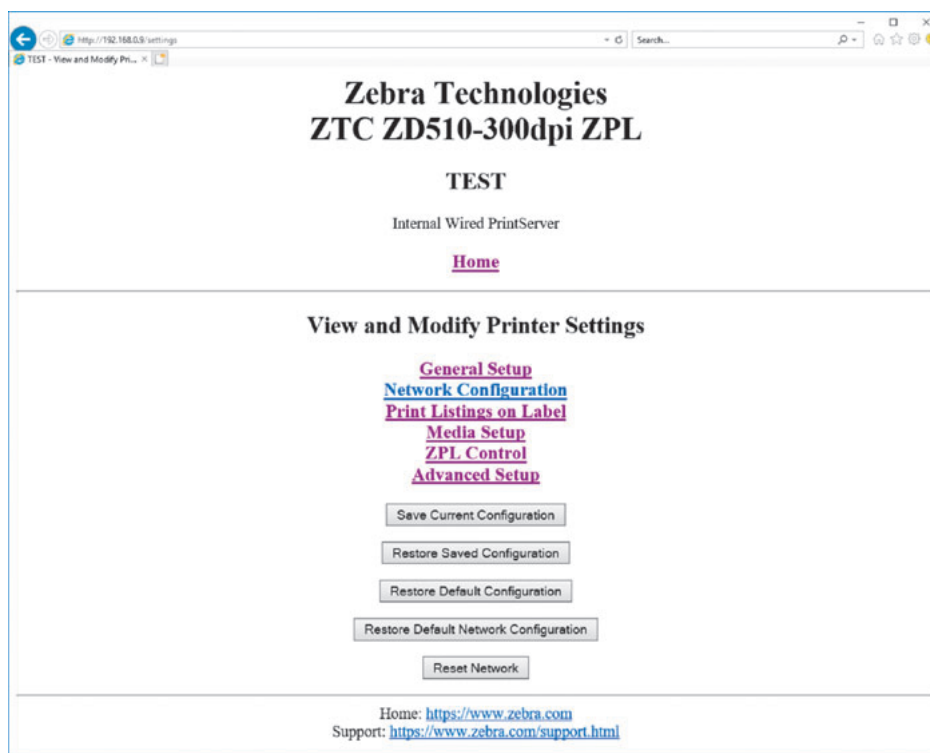 http://192.168.0.9/settings
Search...
TEST - View and Modify Pri...
Zebra Technologies
ZTC ZD510-300dpi ZPL
TEST
Internal Wired PrintServer
Home
View and Modify Printer Settings
General Setup
Network Configuration
Print Listings on Label
Media Setup
ZPL Control
Advanced Setup
Save Current Configuration
Restore Saved Configuration
Restore Default Configuration
Restore Default Network Configuration
Reset Network
Home: https://www.zebra.com
Support: https://www.zebra.com/support.html